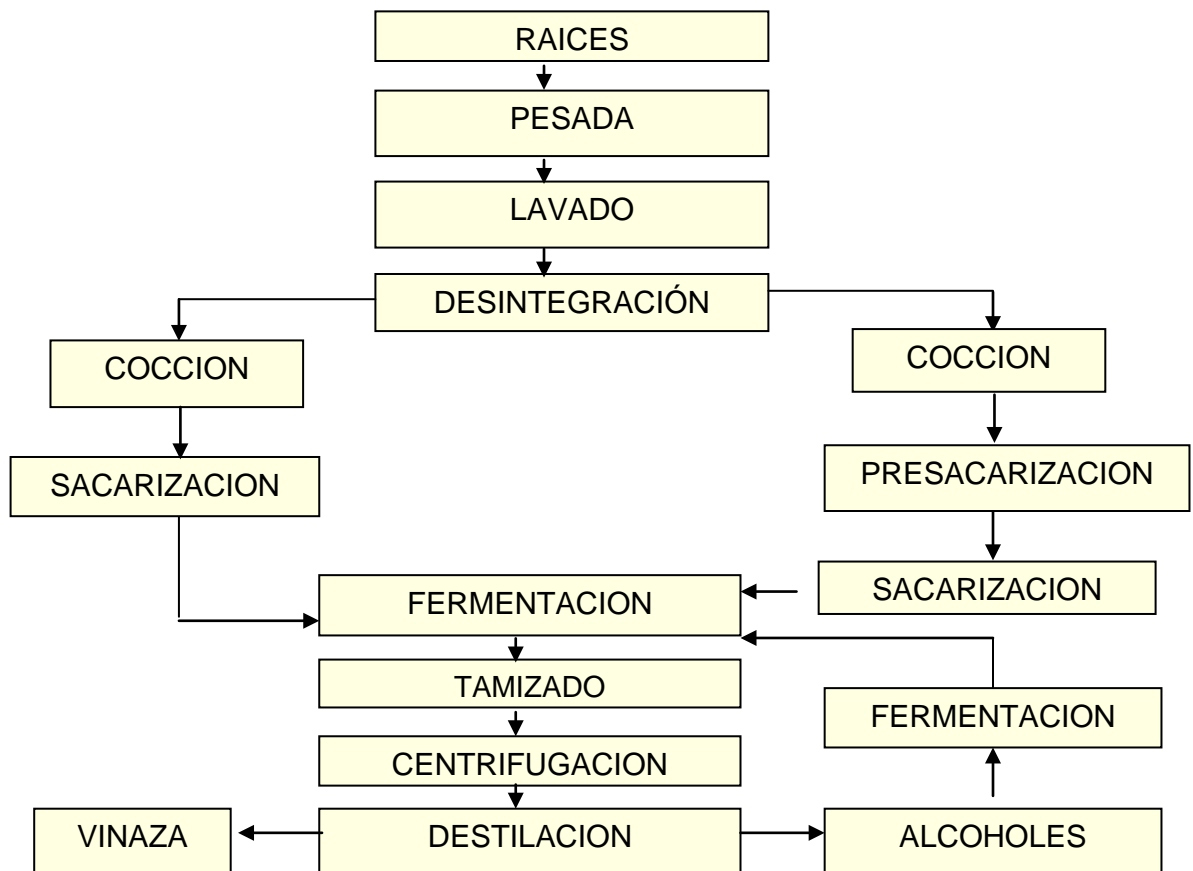 RAICES
PESADA
LAVADO
DESINTEGRACIÓN
COCCION
COCCION
SACARIZACION
PRESACARIZACION
SACARIZACION
FERMENTACION
TAMIZADO
FERMENTACION
CENTRIFUGACION
VINAZA
DESTILACION
ALCOHOLES